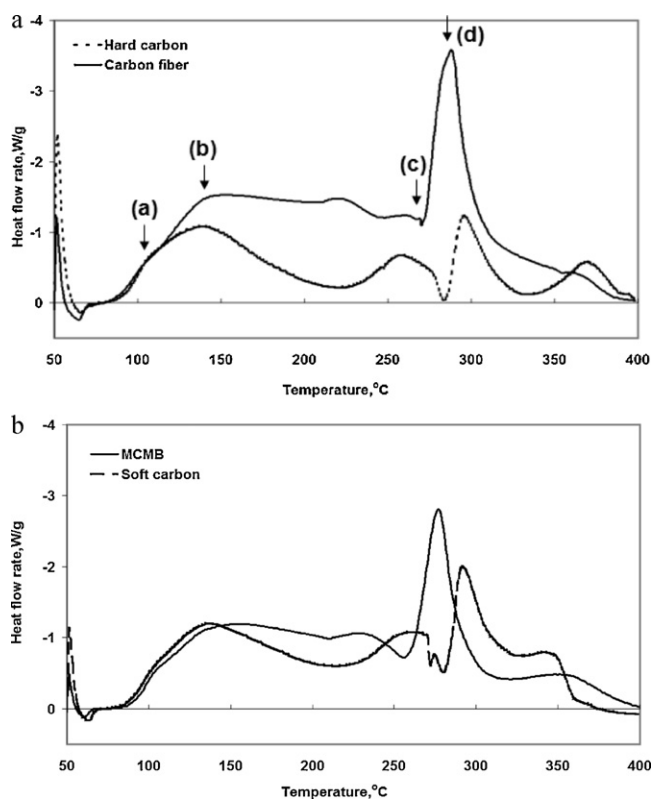 a
-4
Hard carbon
Carbon fiber
(d)
-3
(b)
(c)
-2
(a)
-1
0
Heat flow rate,W/g
50 100 150 200 250 300 350 400
Temperature,°C
b
-4
MCMB
Soft carbon
-3
-2
-1
0
Heat flow rate,W/g
50 100 150 200 250 300 350 400
Temperature,°C